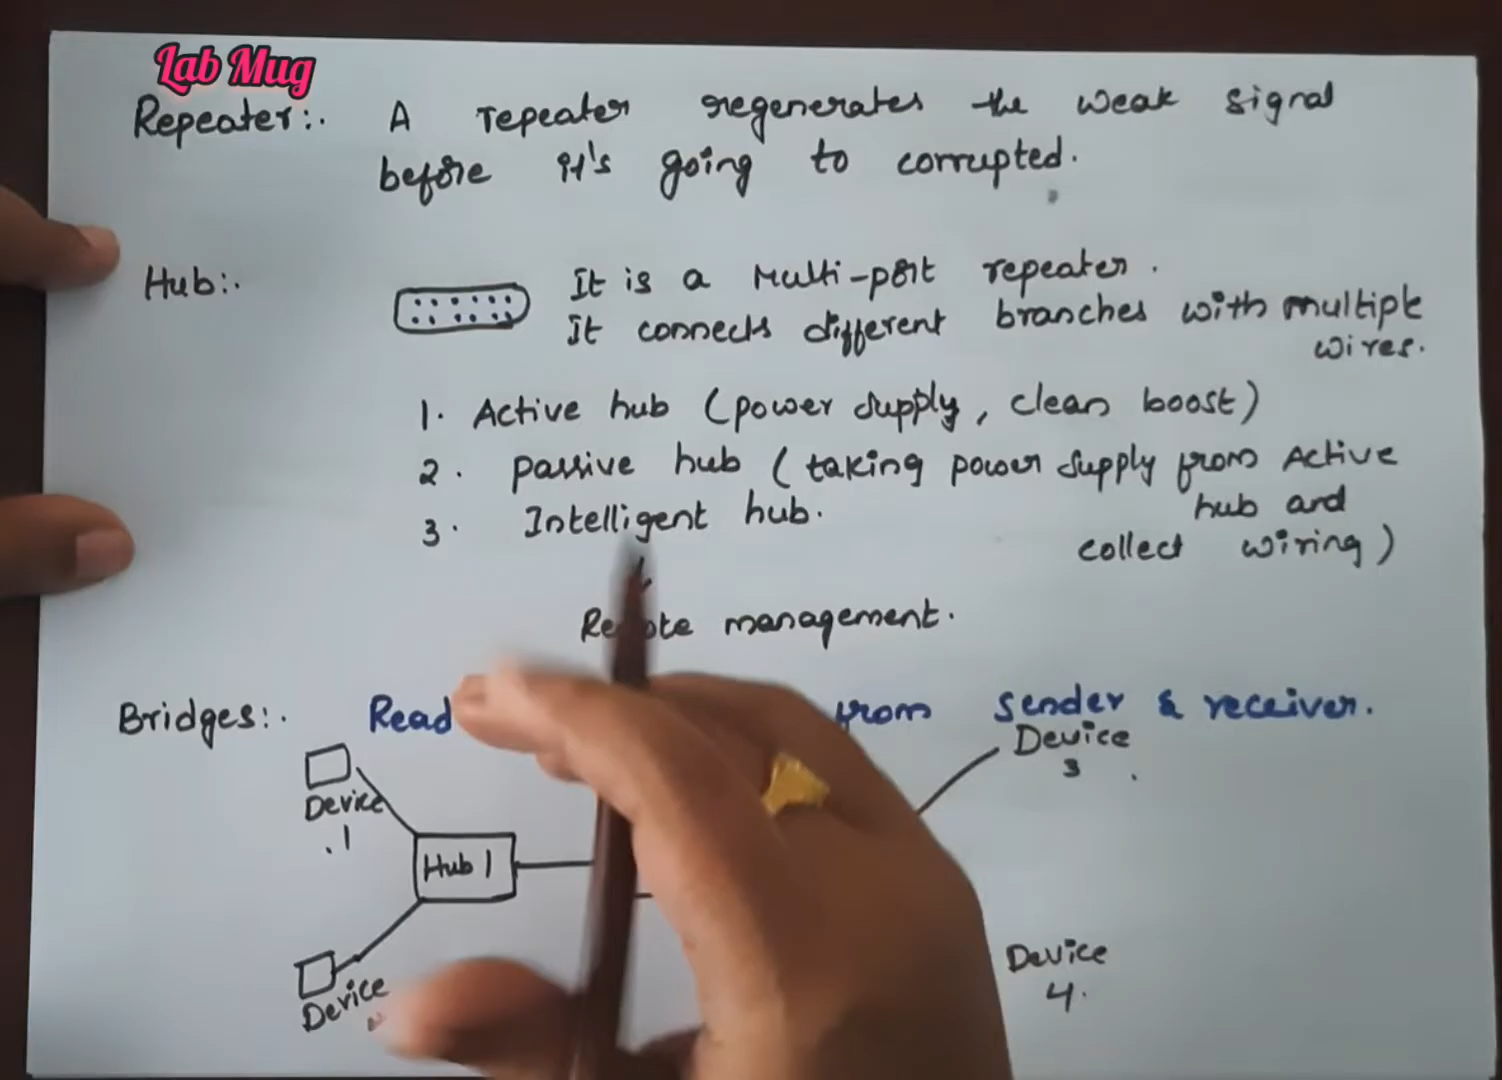 Lab Mug
Repeater:. A repeater regenerates the weak signal
before it's going to corrupted.
Hub:. It is a Multi-port repeater.
It connects different branches with multiple
wires.
1. Active hub (power supply, clean boost)
2. passive hub (taking power supply from Active
hub and
3. Intelligent hub.
collect wiring)
management.
Bridges:. Read from sender & receiver.
Device
3
Device
1
Hub 1
Device
4.
Device